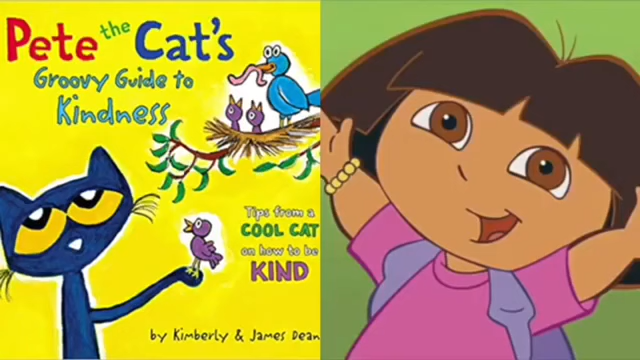 Pete the Cat's
Groovy Guide to
Kindness
Tips from a
COOL CAT
on how to be
KIND
by Kimberly & James Dean